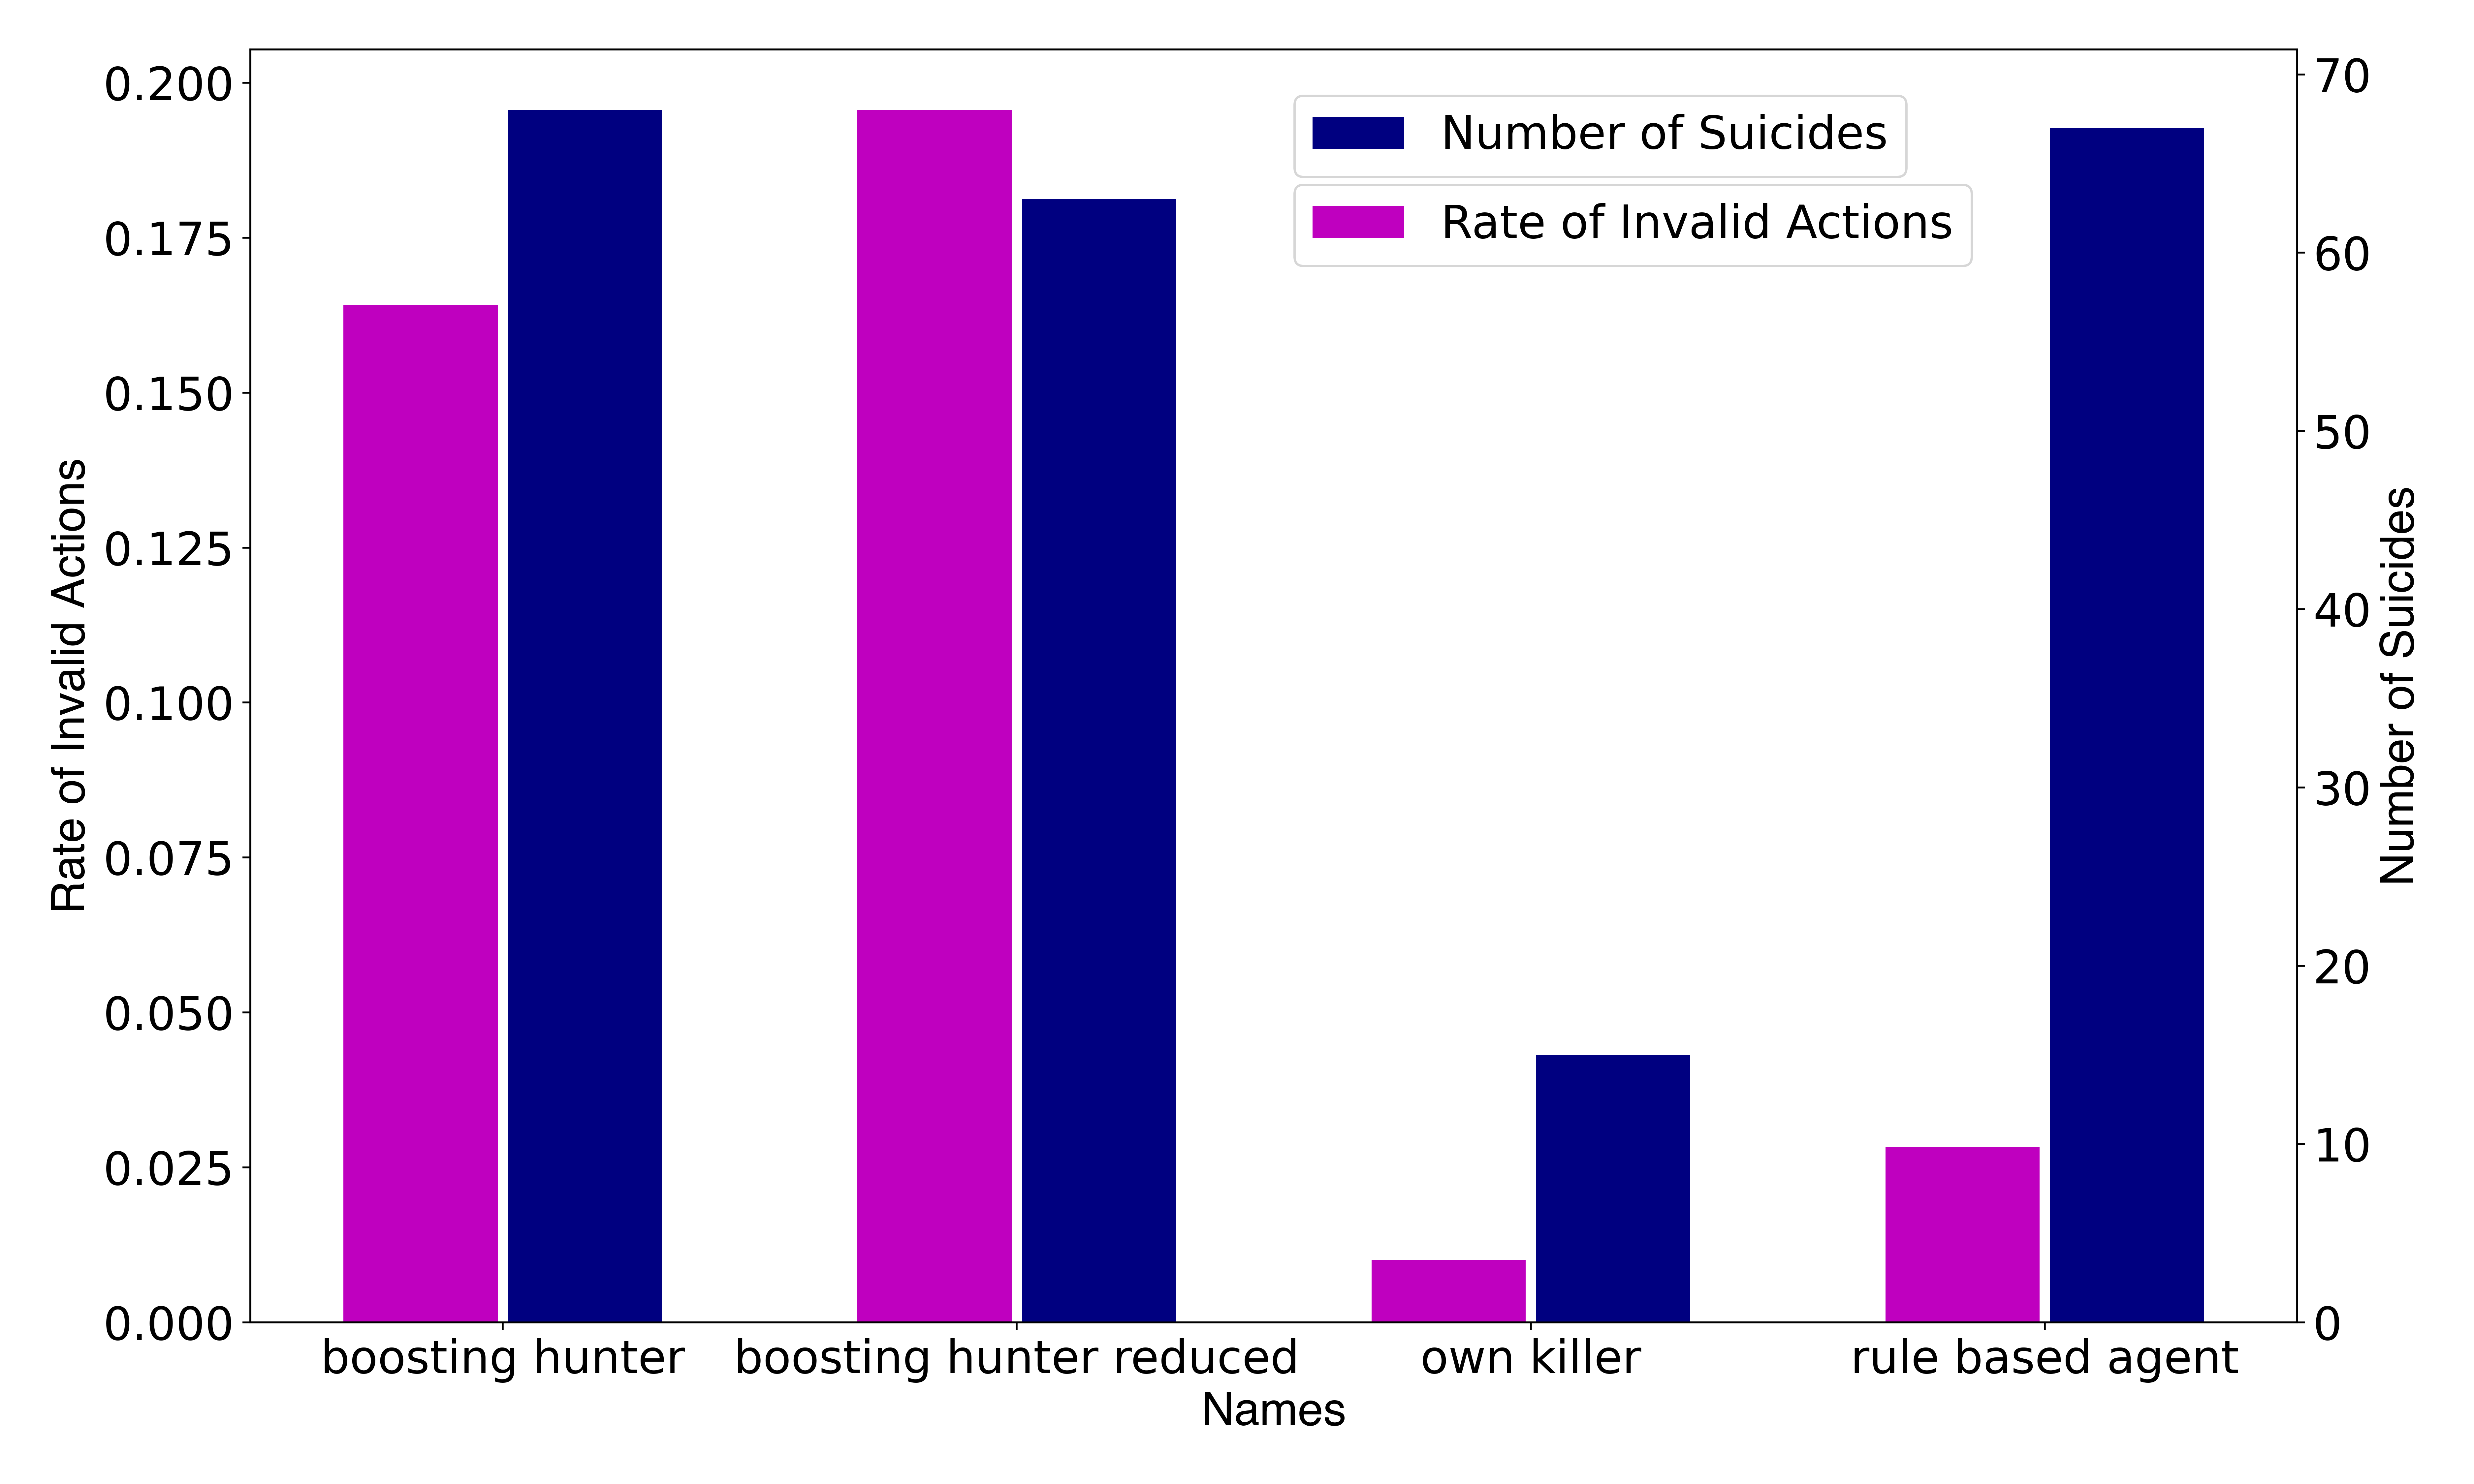 Number of Suicides
Rate of Invalid Actions
0.200
0.175
0.150
0.125
0.100
0.075
0.050
0.025
0.000
Rate of Invalid Actions
70
60
50
40
30
20
10
0
Number of Suicides
boosting hunter
boosting hunter reduced
own killer
rule based agent
Names